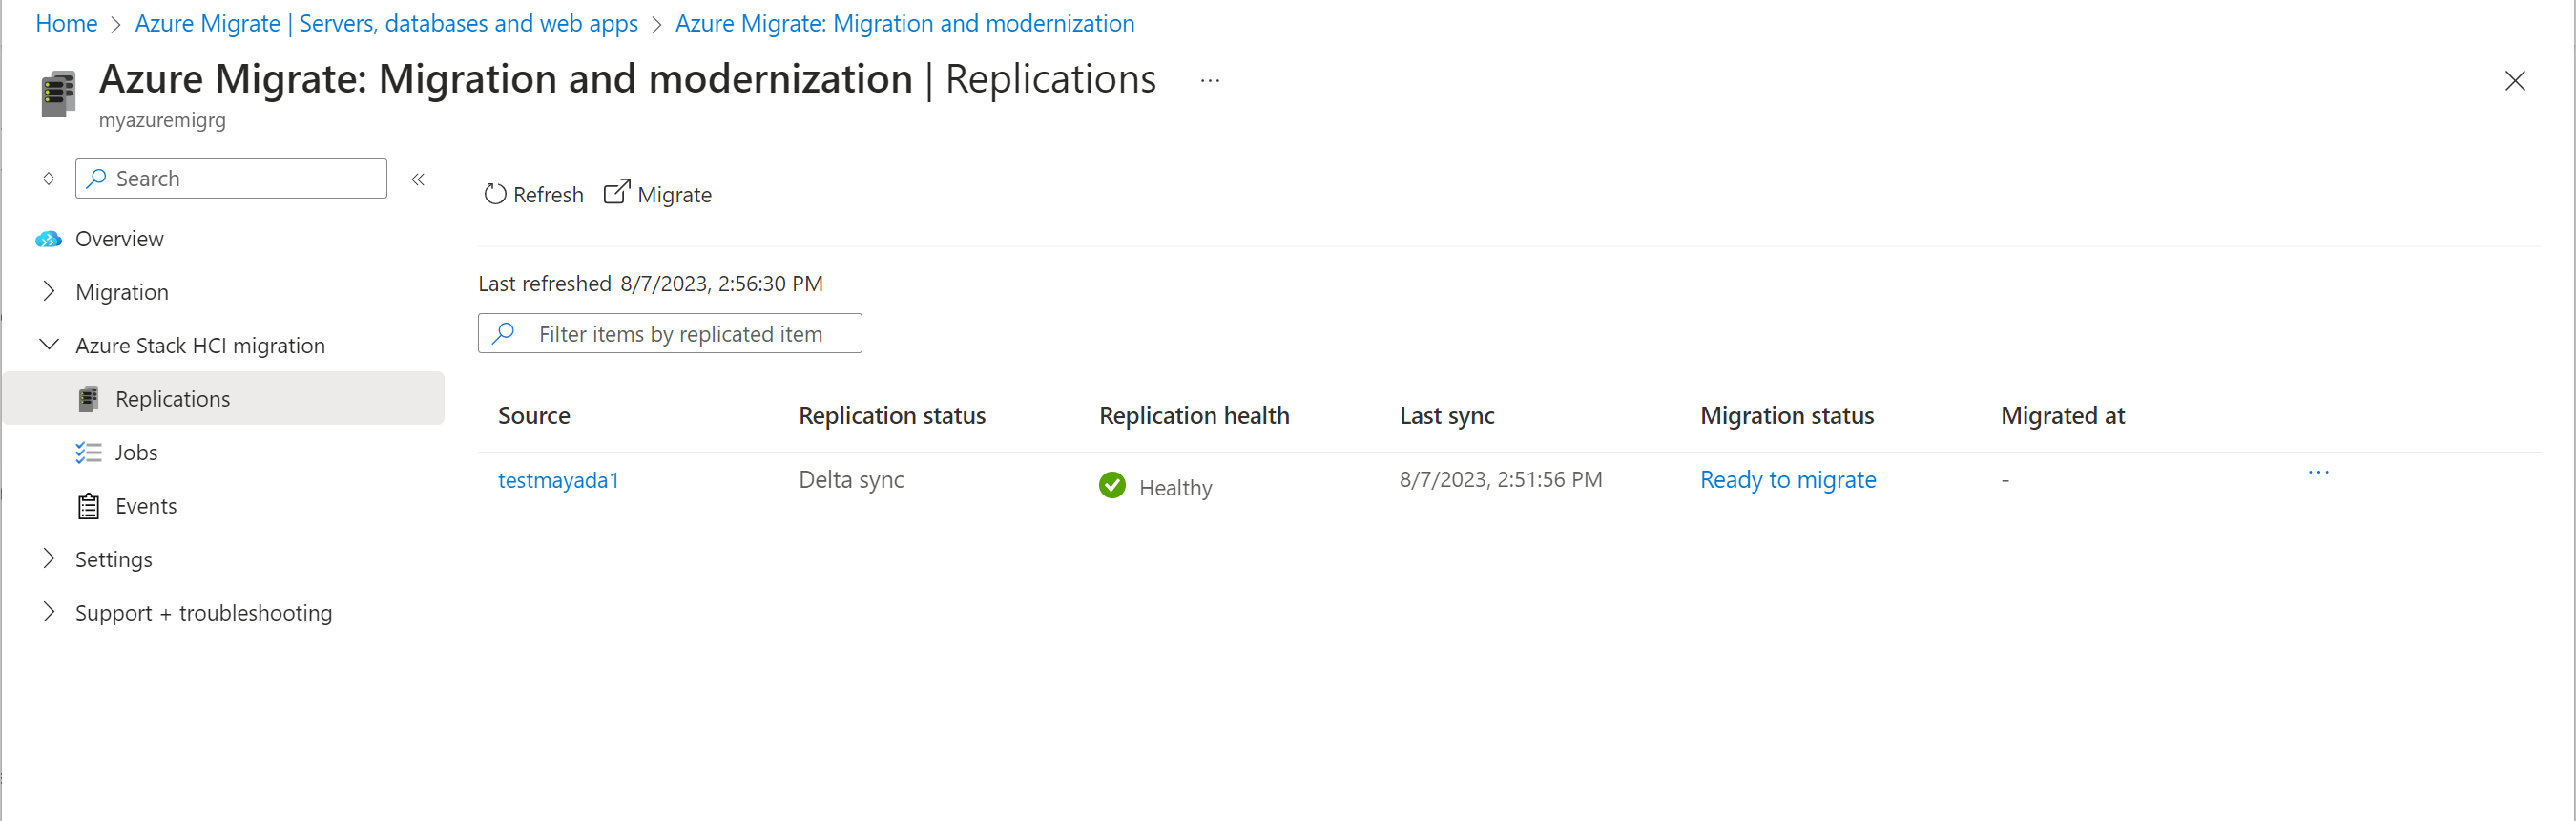 Home > Azure Migrate | Servers, databases and web apps > Azure Migrate: Migration and modernization
Azure Migrate: Migration and modernization | Replications ...
myazuremigrg
Search
Refresh Migrate
Overview
Migration
Last refreshed 8/7/2023, 2:56:30 PM
Filter items by replicated item
Azure Stack HCI migration
Replications
Jobs
Events
Settings
Support + troubleshooting
Source Replication status Replication health Last sync Migration status Migrated at
testmayada1 Delta sync Healthy 8/7/2023, 2:51:56 PM Ready to migrate - ...